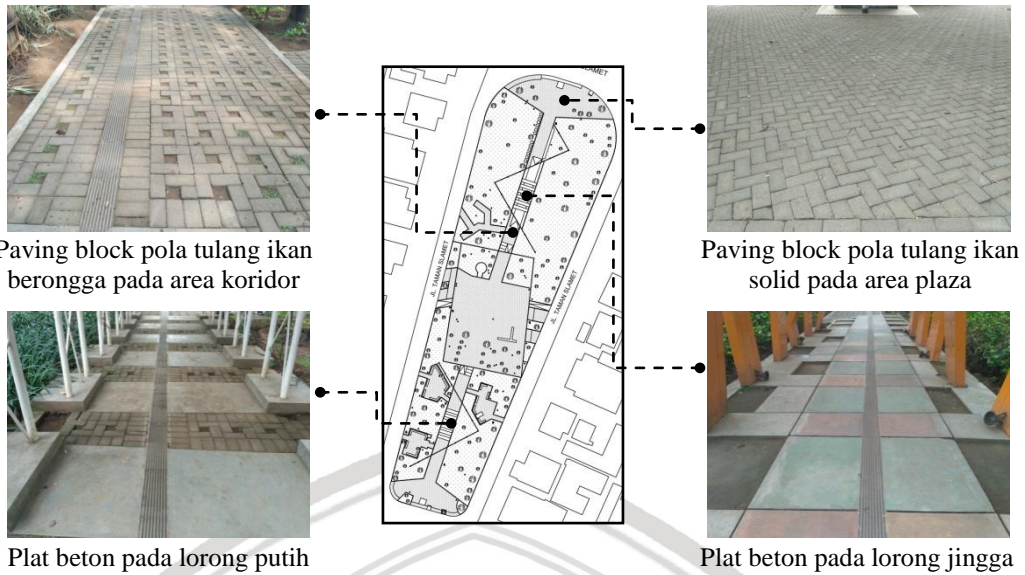 Paving block pola tulang ikan
berongga pada area koridor
Paving block pola tulang ikan
solid pada area plaza
SLAMET
JL. TAMAN SLAMET
JL. TAMAN SLAMET
Plat beton pada lorong putih
Plat beton pada lorong jingga